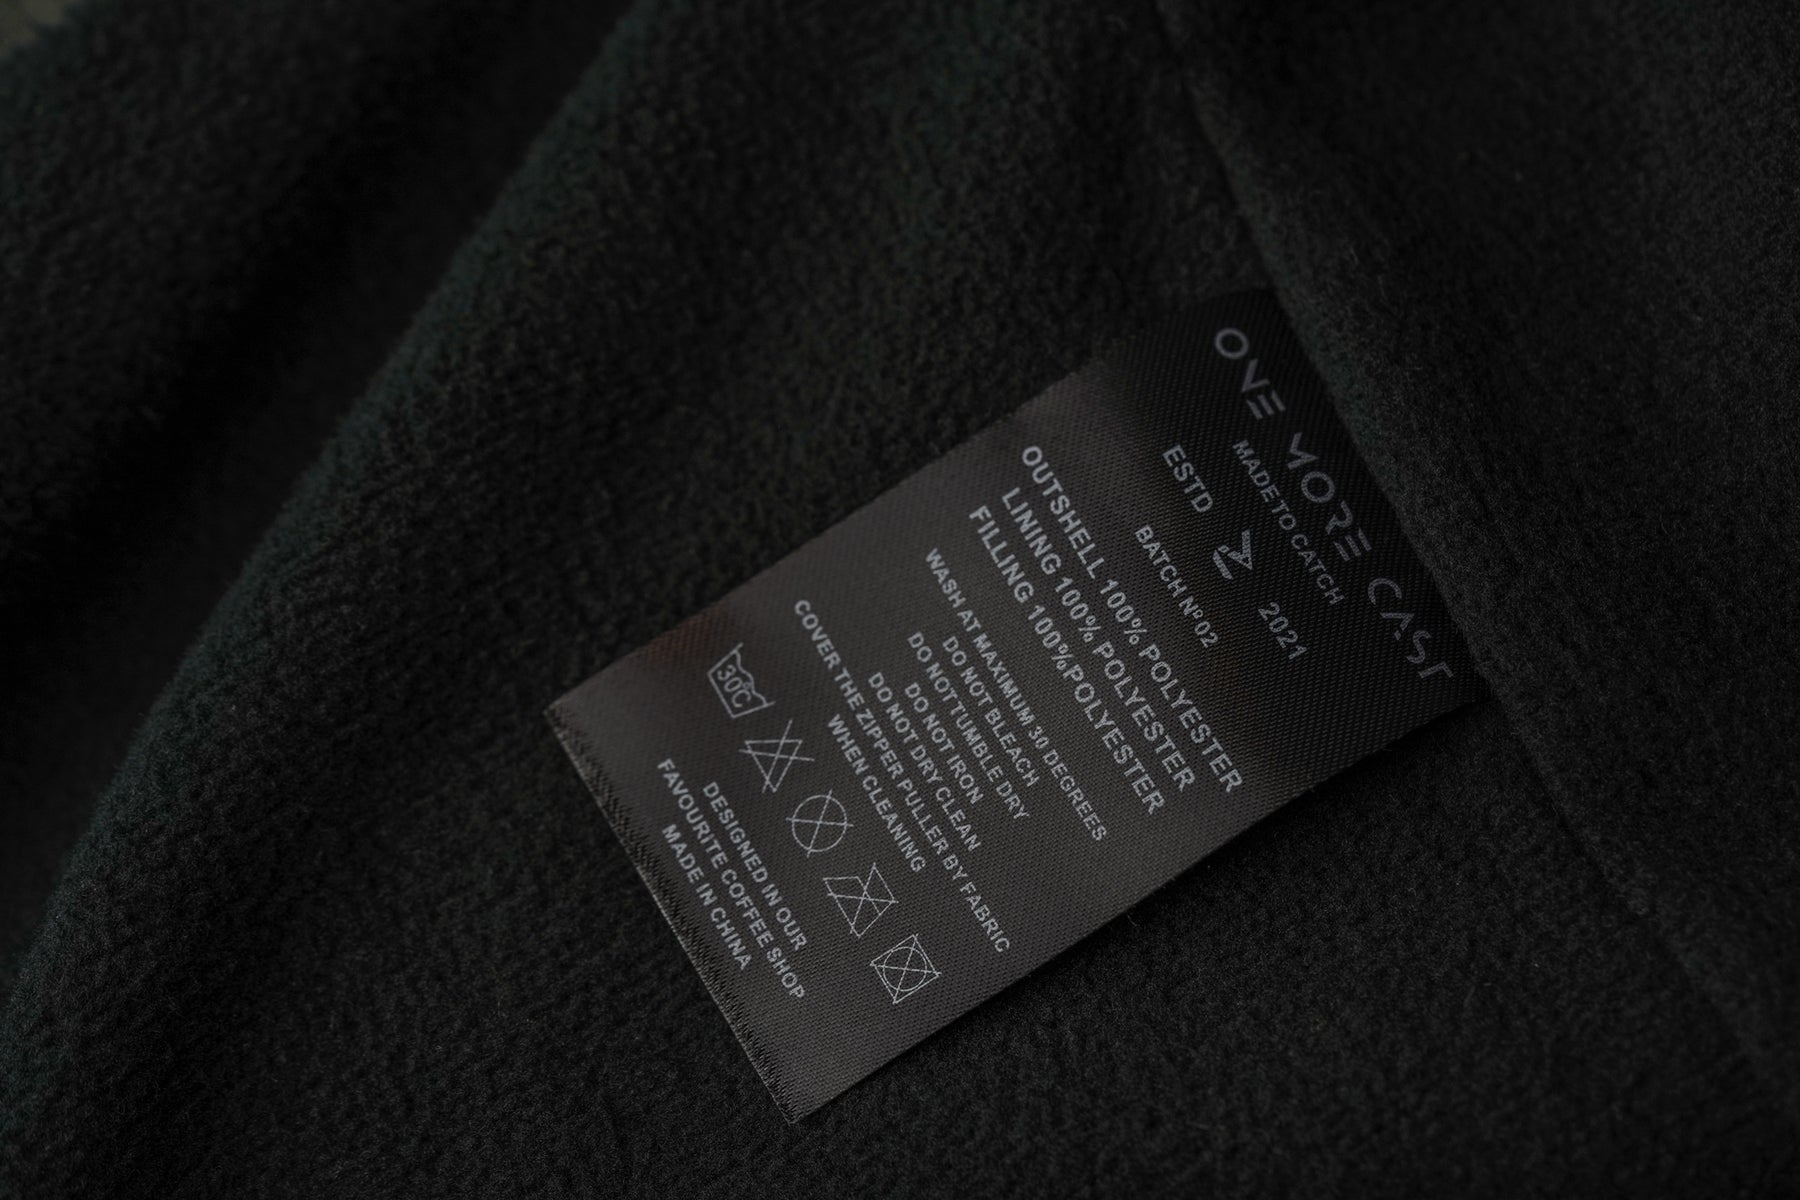 ONE MORE CAST
MADE TO CATCH
ESTD 2021
BATCH Nº 02
OUTSHELL 100% POLYESTER
LINING 100% POLYESTER
FILLING 100%POLYESTER
WASH AT MAXIMUM 30 DEGREES
DO NOT BLEACH
DO NOT TUMBLE DRY
DO NOT IRON
DO NOT DRY CLEAN
COVER THE ZIPPER PULLER BY FABRIC
WHEN CLEANING
30°C
DESIGNED IN OUR
FAVOURITE COFFEE SHOP
MADE IN CHINA